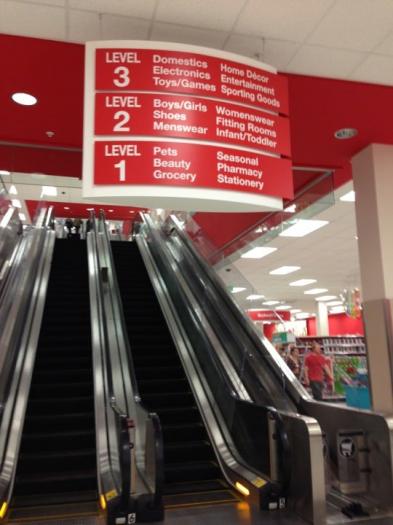 LEVEL 3
Domestics Home Décor
Electronics Entertainment
Toys/Games Sporting Goods
LEVEL 2
Boys/Girls Womenswear
Shoes Fitting Rooms
Menswear Infant/Toddler
LEVEL 1
Pets Seasonal
Beauty Pharmacy
Grocery Stationery